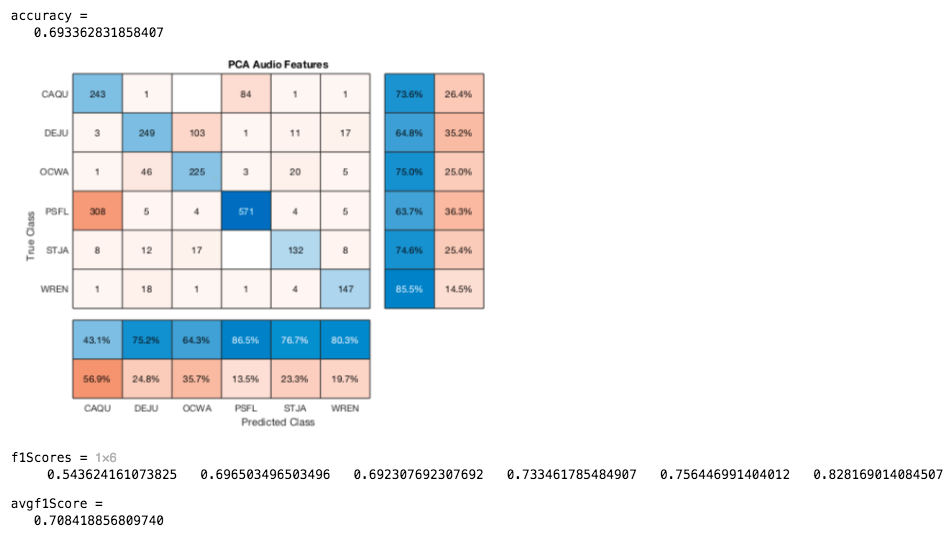 accuracy =
0.693362831858407
PCA Audio Features
CAQU 243 1 84 1 1 73.6% 26.4%
DEJU 3 249 103 1 11 17 64.8% 35.2%
OCWA 1 46 225 3 20 5 75.0% 25.0%
PSFL 308 5 4 571 4 5 63.7% 36.3%
STJA 8 12 17 132 8 74.6% 25.4%
WREN 1 18 1 1 4 147 85.5% 14.5%
True Class
43.1% 75.2% 64.3% 86.5% 76.7% 80.3%
56.9% 24.8% 35.7% 13.5% 23.3% 19.7%
CAQU DEJU OCWA PSFL STJA WREN
Predicted Class
f1Scores = 1×6
0.543624161073825 0.696503496503496 0.692307692307692 0.733461785484907 0.756446991404012 0.828169014084507
avgf1Score =
0.708418856809740